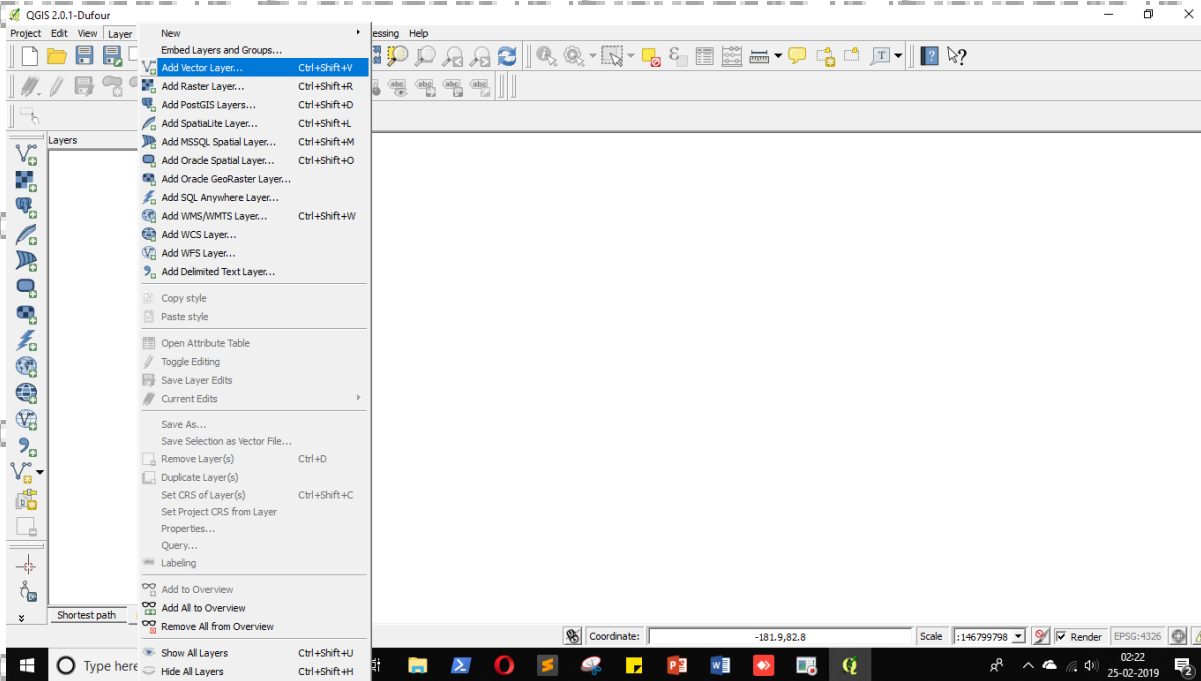 QGIS 2.0.1-Dufour
Project Edit View Layer essing Help
New
Embed Layers and Groups...
Add Vector Layer... Ctrl+Shift+V
Add Raster Layer... Ctrl+Shift+R
Add PostGIS Layers... Ctrl+Shift+D
Add SpatiaLite Layer... Ctrl+Shift+L
Add MSSQL Spatial Layer... Ctrl+Shift+M
Add Oracle Spatial Layer... Ctrl+Shift+O
Add Oracle GeoRaster Layer...
Add SQL Anywhere Layer...
Add WMS/WMTS Layer... Ctrl+Shift+W
Add WCS Layer...
Add WFS Layer...
Add Delimited Text Layer...
Copy style
Paste style
Open Attribute Table
Toggle Editing
Save Layer Edits
Current Edits
Save As...
Save Selection as Vector File...
Remove Layer(s) Ctrl+D
Duplicate Layer(s)
Set CRS of Layer(s) Ctrl+Shift+C
Set Project CRS from Layer
Properties...
Query...
Labeling
Add to Overview
Add All to Overview
Remove All from Overview
Show All Layers Ctrl+Shift+U
Hide All Layers Ctrl+Shift+H
abc abc abc abc
Layers
Shortest path
Coordinate: -181.9,82.8 Scale :146799798 Render EPSG:4326
Type here
02:22
25-02-2019
2